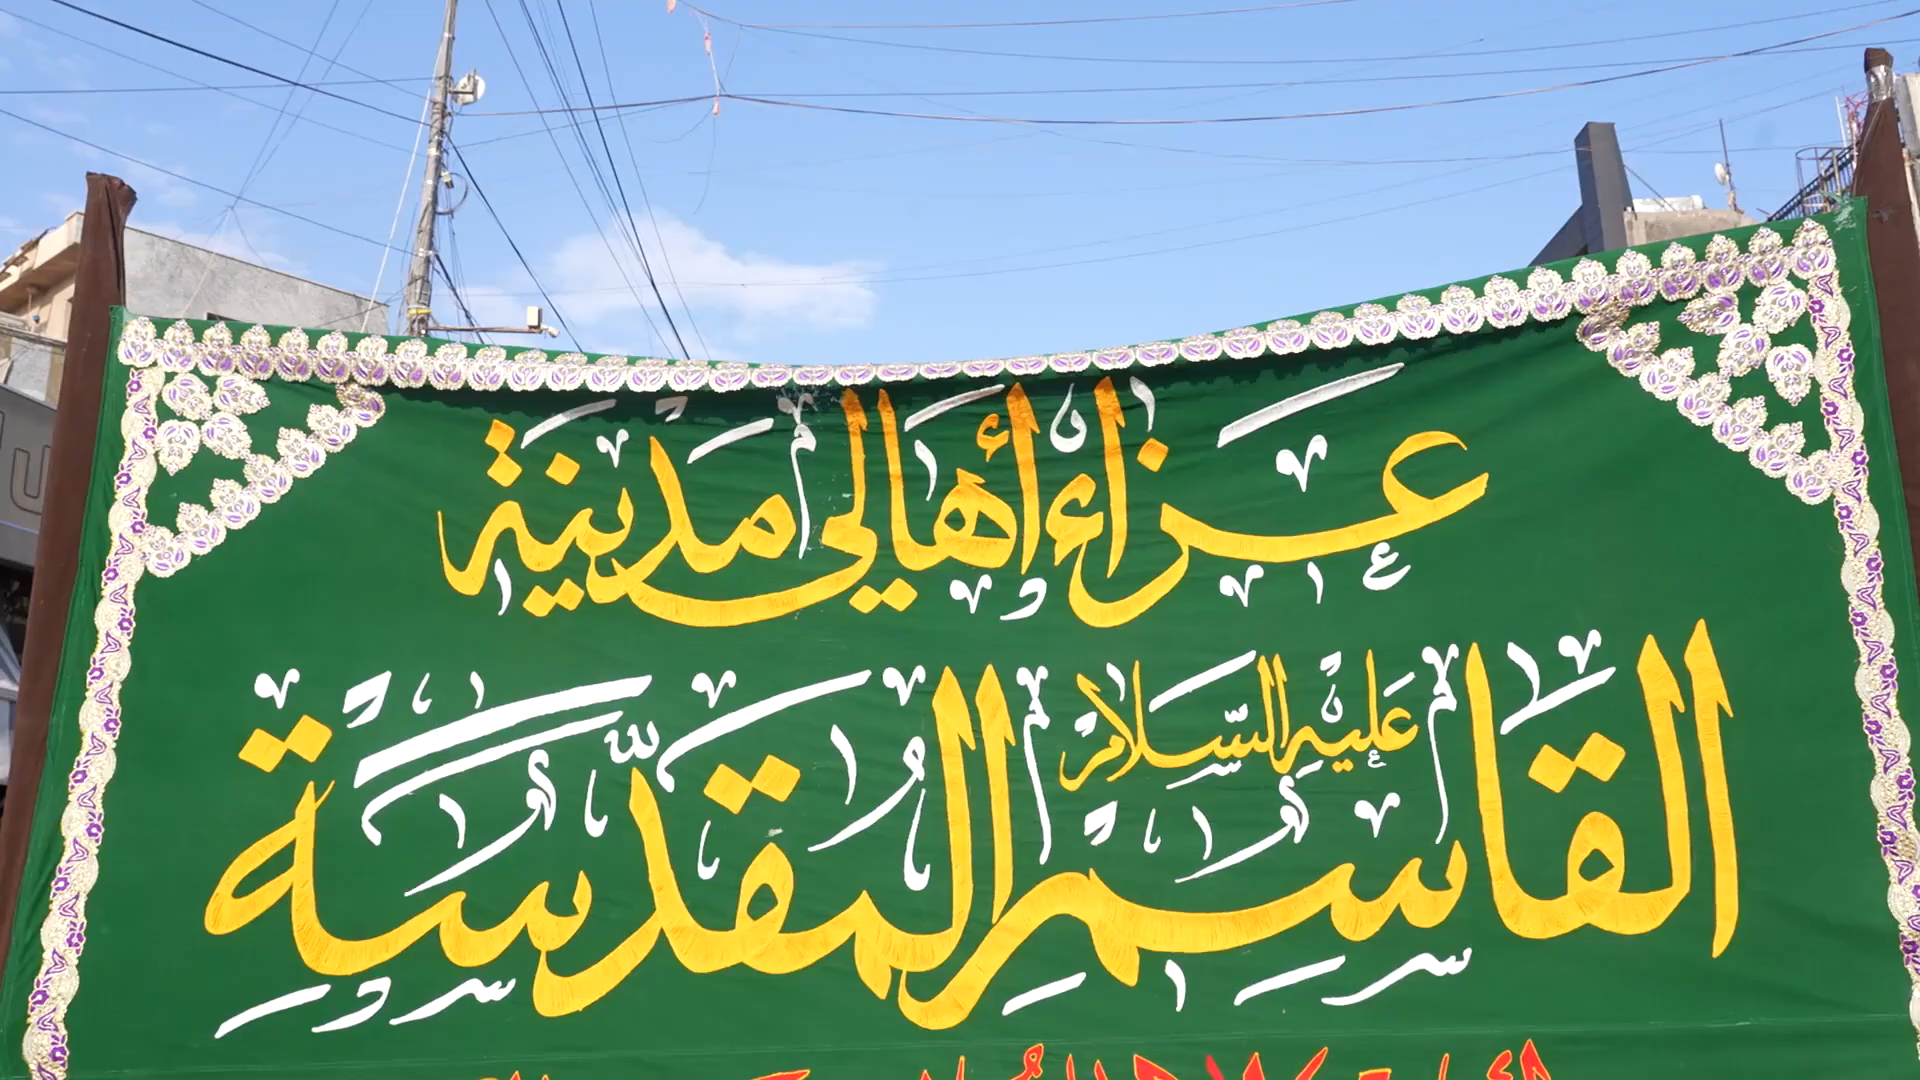 عزاء أهالي مدينة
القاسم عليه السلام المقدسة